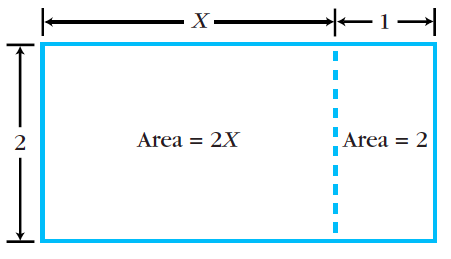 X 1
2 Area = 2X Area = 2